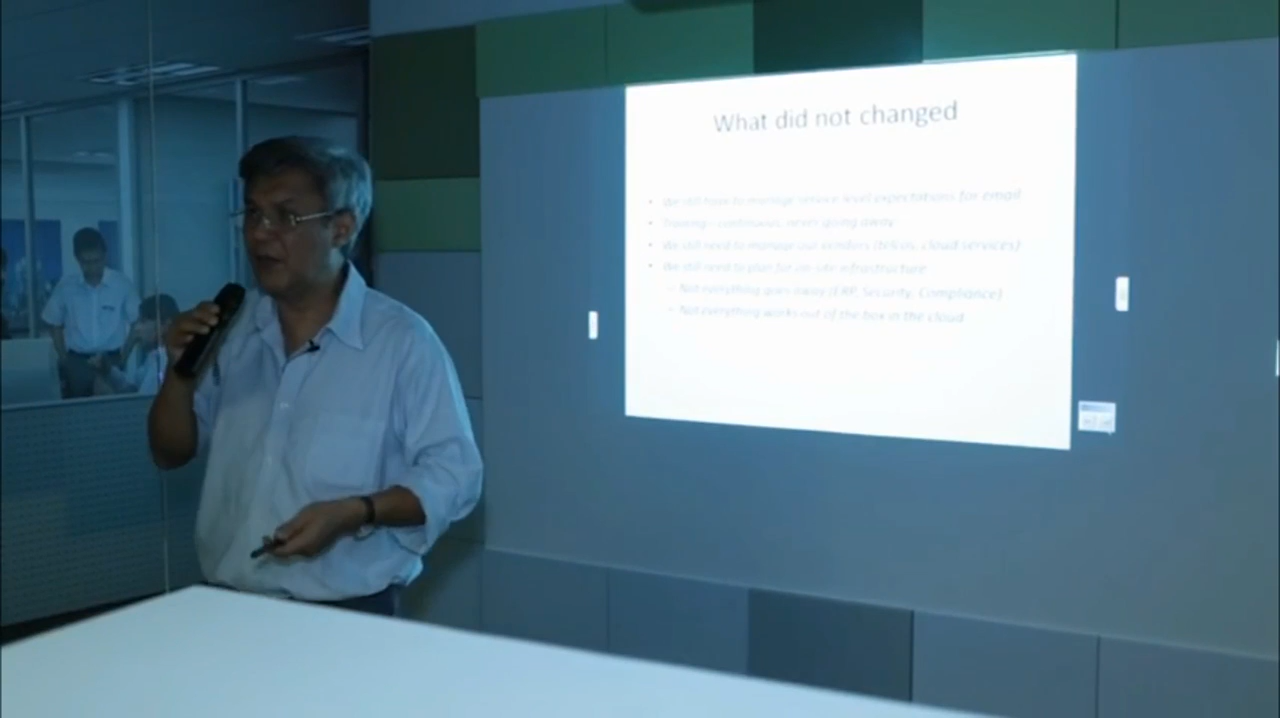 What did not changed
• We still have to manage service level expectations for email
• Training – continuous, never going away
• We still need to manage our vendors (telcos, cloud services)
• We still need to plan for on-site infrastructure
– Not everything goes away (ERP, Security, Compliance)
– Not everything works out of the box in the cloud